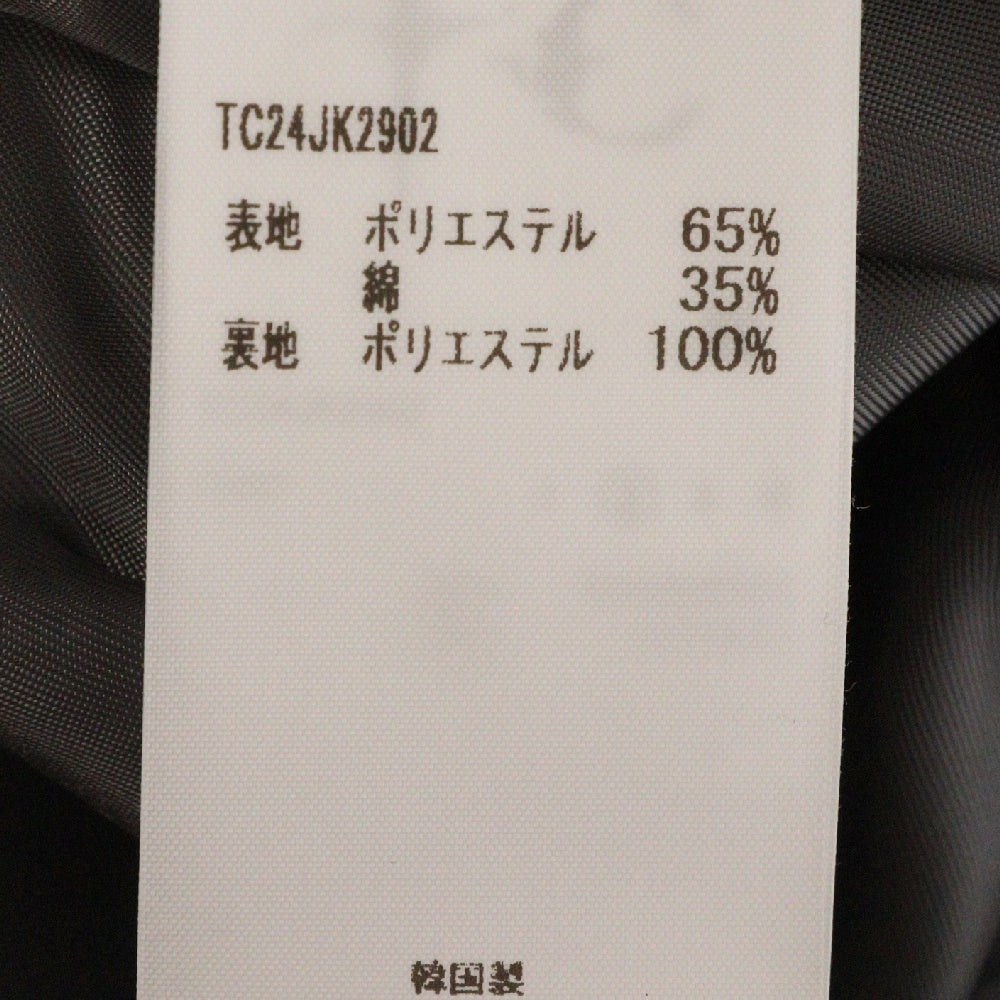 TC24JK2902
表地 ポリエステル 65%
綿 35%
裏地 ポリエステル 100%
韓国製